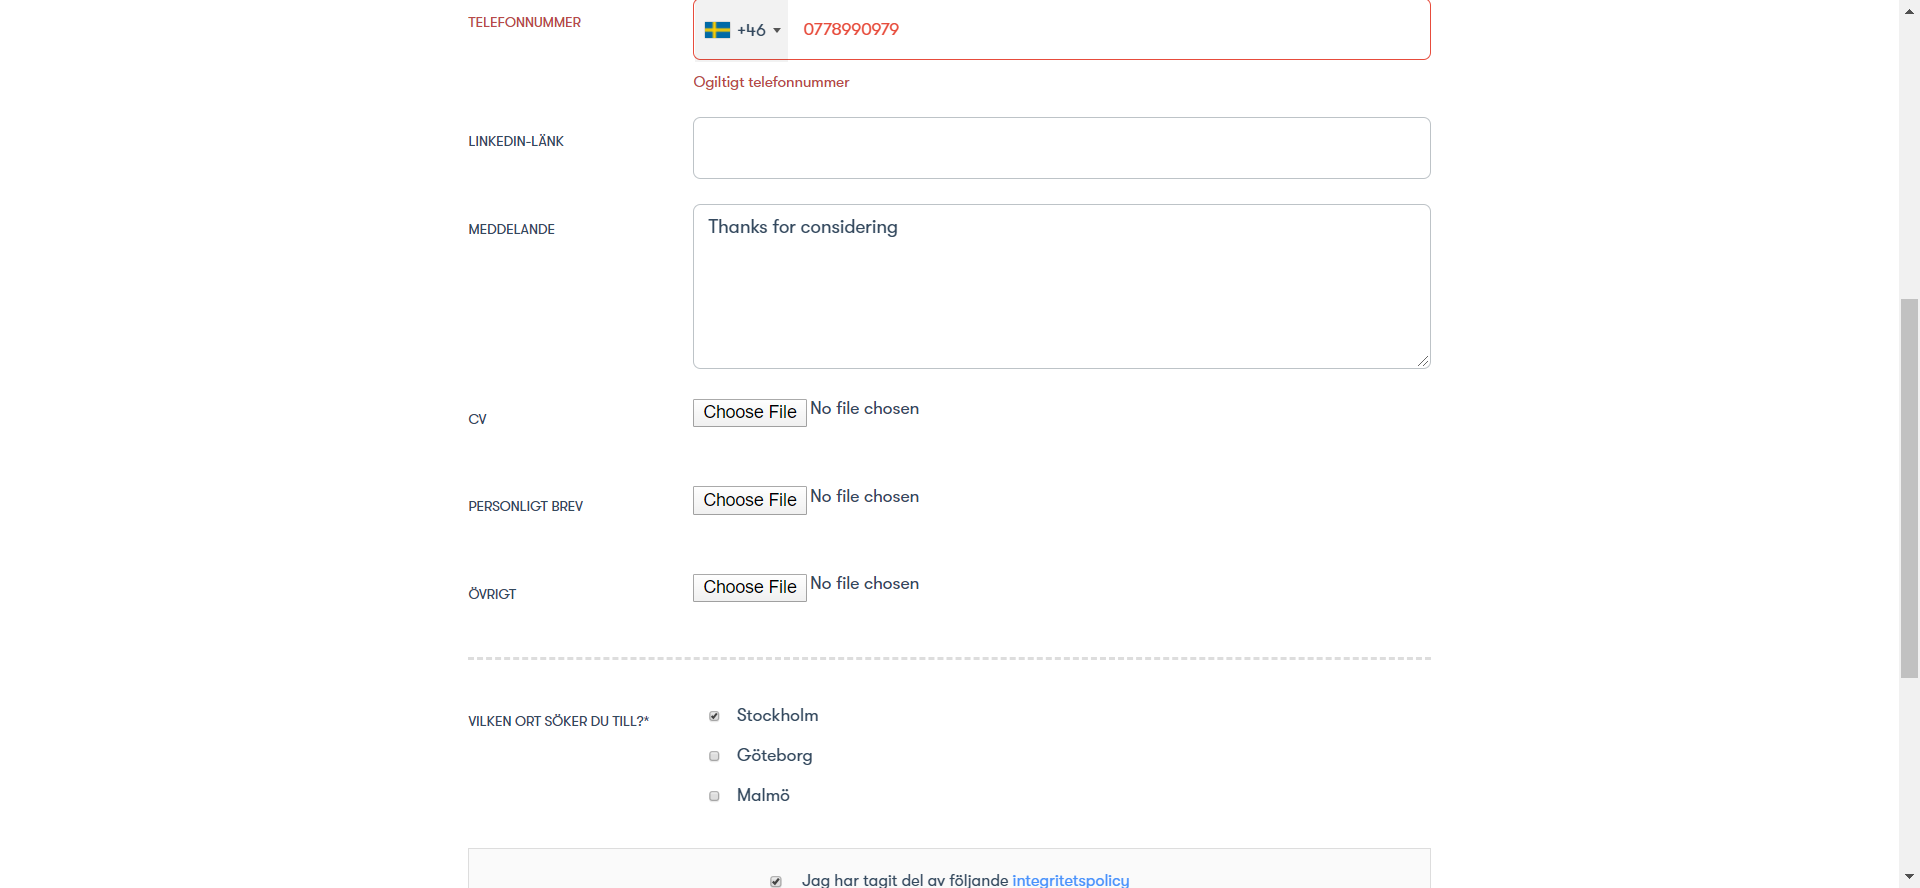 TELEFONNUMMER
+46 0778990979
Ogiltigt telefonnummer
LINKEDIN-LÄNK
MEDDELANDE
Thanks for considering
CV
Choose File No file chosen
PERSONLIGT BREV
Choose File No file chosen
ÖVRIGT
Choose File No file chosen
VILKEN ORT SÖKER DU TILL?*
Stockholm
Göteborg
Malmö
Jag har tagit del av följande integritetspolicy